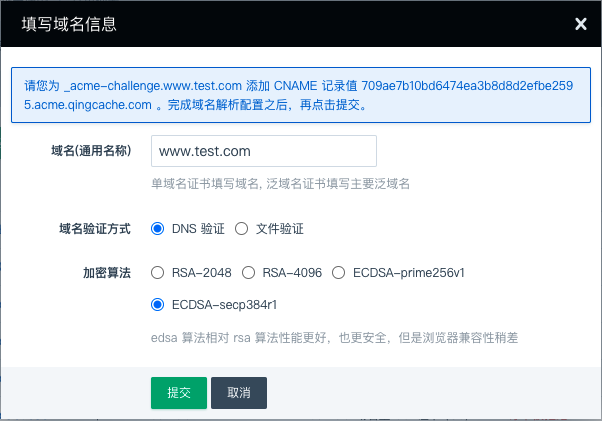 填写域名信息
请您为 _acme-challenge.www.test.com 添加 CNAME 记录值 709ae7b10bd6474ea3b8d8d2efbe259
5.acme.qingcache.com 。完成域名解析配置之后，再点击提交。
域名(通用名称)
www.test.com
单域名证书填写域名, 泛域名证书填写主要泛域名
域名验证方式
DNS 验证 文件验证
加密算法
RSA-2048 RSA-4096 ECDSA-prime256v1
ECDSA-secp384r1
edsa 算法相对 rsa 算法性能更好，也更安全，但是浏览器兼容性稍差
提交 取消